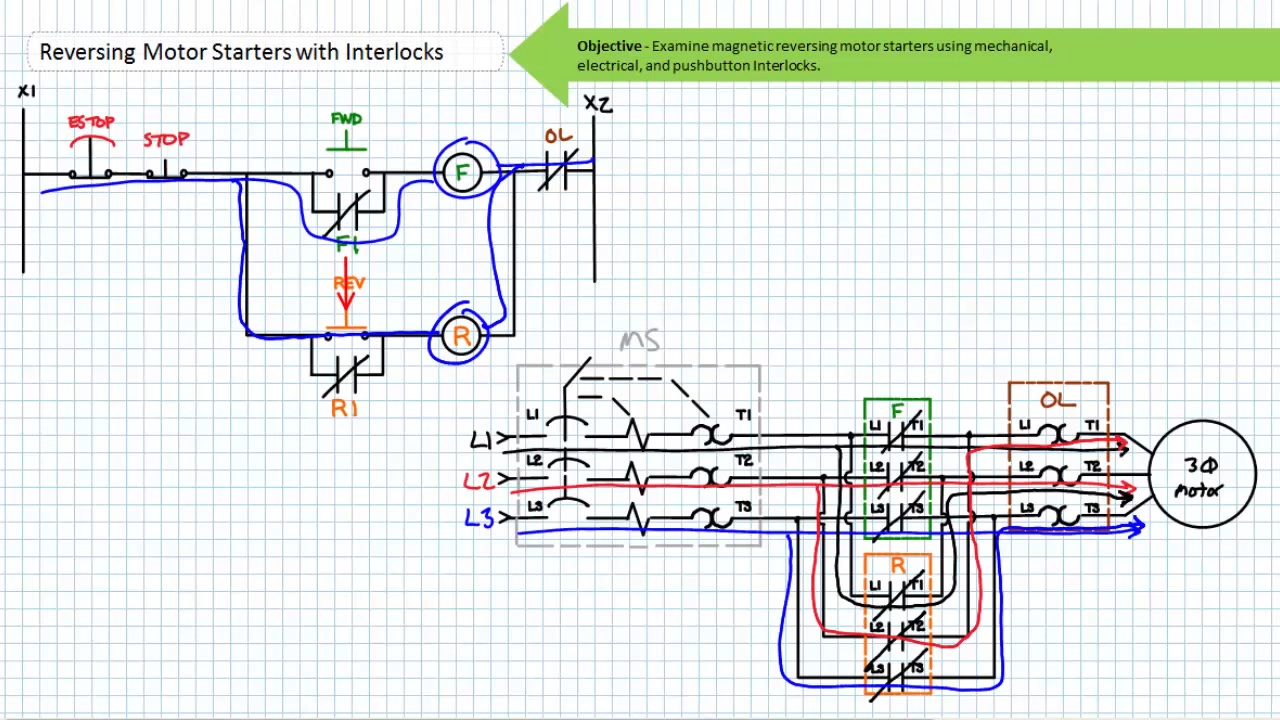 Reversing Motor Starters with Interlocks
Objective - Examine magnetic reversing motor starters using mechanical,
electrical, and pushbutton Interlocks.
X1
X2
ESTOP
STOP
FWD
OL
F
F1
REV
R
R1
MS
F
OL
L1
L1
T1
L1
T1
L1
T1
L2
L2
T2
L2
T2
L2
T2
L3
L3
T3
L3
T3
L3
T3
3Φ
motor
R
L1
T1
L2
T2
L3
T3